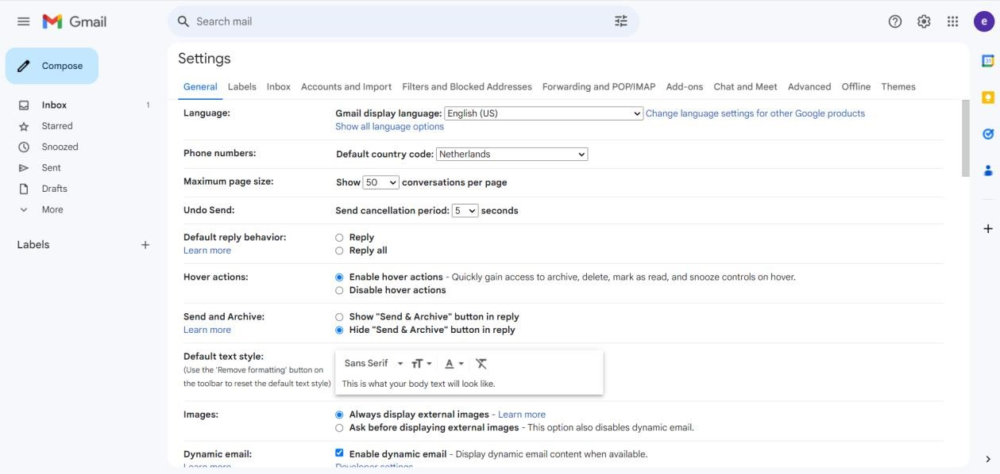 Gmail
Search mail
e
Compose
Inbox 1
Starred
Snoozed
Sent
Drafts
More
Labels
Settings
General Labels Inbox Accounts and Import Filters and Blocked Addresses Forwarding and POP/IMAP Add-ons Chat and Meet Advanced Offline Themes
Language: Gmail display language: English (US) Change language settings for other Google products
Show all language options
Phone numbers: Default country code: Netherlands
Maximum page size: Show 50 conversations per page
Undo Send: Send cancellation period: 5 seconds
Default reply behavior: Reply
Learn more Reply all
Hover actions: Enable hover actions - Quickly gain access to archive, delete, mark as read, and snooze controls on hover.
Disable hover actions
Send and Archive: Show "Send & Archive" button in reply
Learn more Hide "Send & Archive" button in reply
Default text style:
(Use the 'Remove formatting' button on
the toolbar to reset the default text style)
Sans Serif
This is what your body text will look like.
Images: Always display external images - Learn more
Ask before displaying external images - This option also disables dynamic email.
Dynamic email: Enable dynamic email - Display dynamic email content when available.
Learn more Developer settings
31